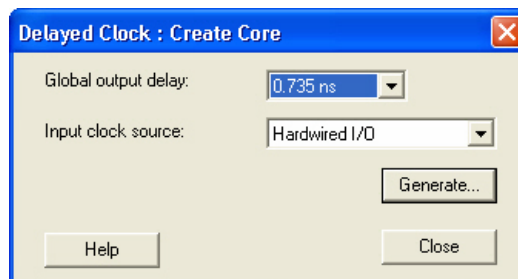 Delayed Clock : Create Core
Global output delay: 0.735 ns
Input clock source: Hardwired I/O
Generate...
Help Close